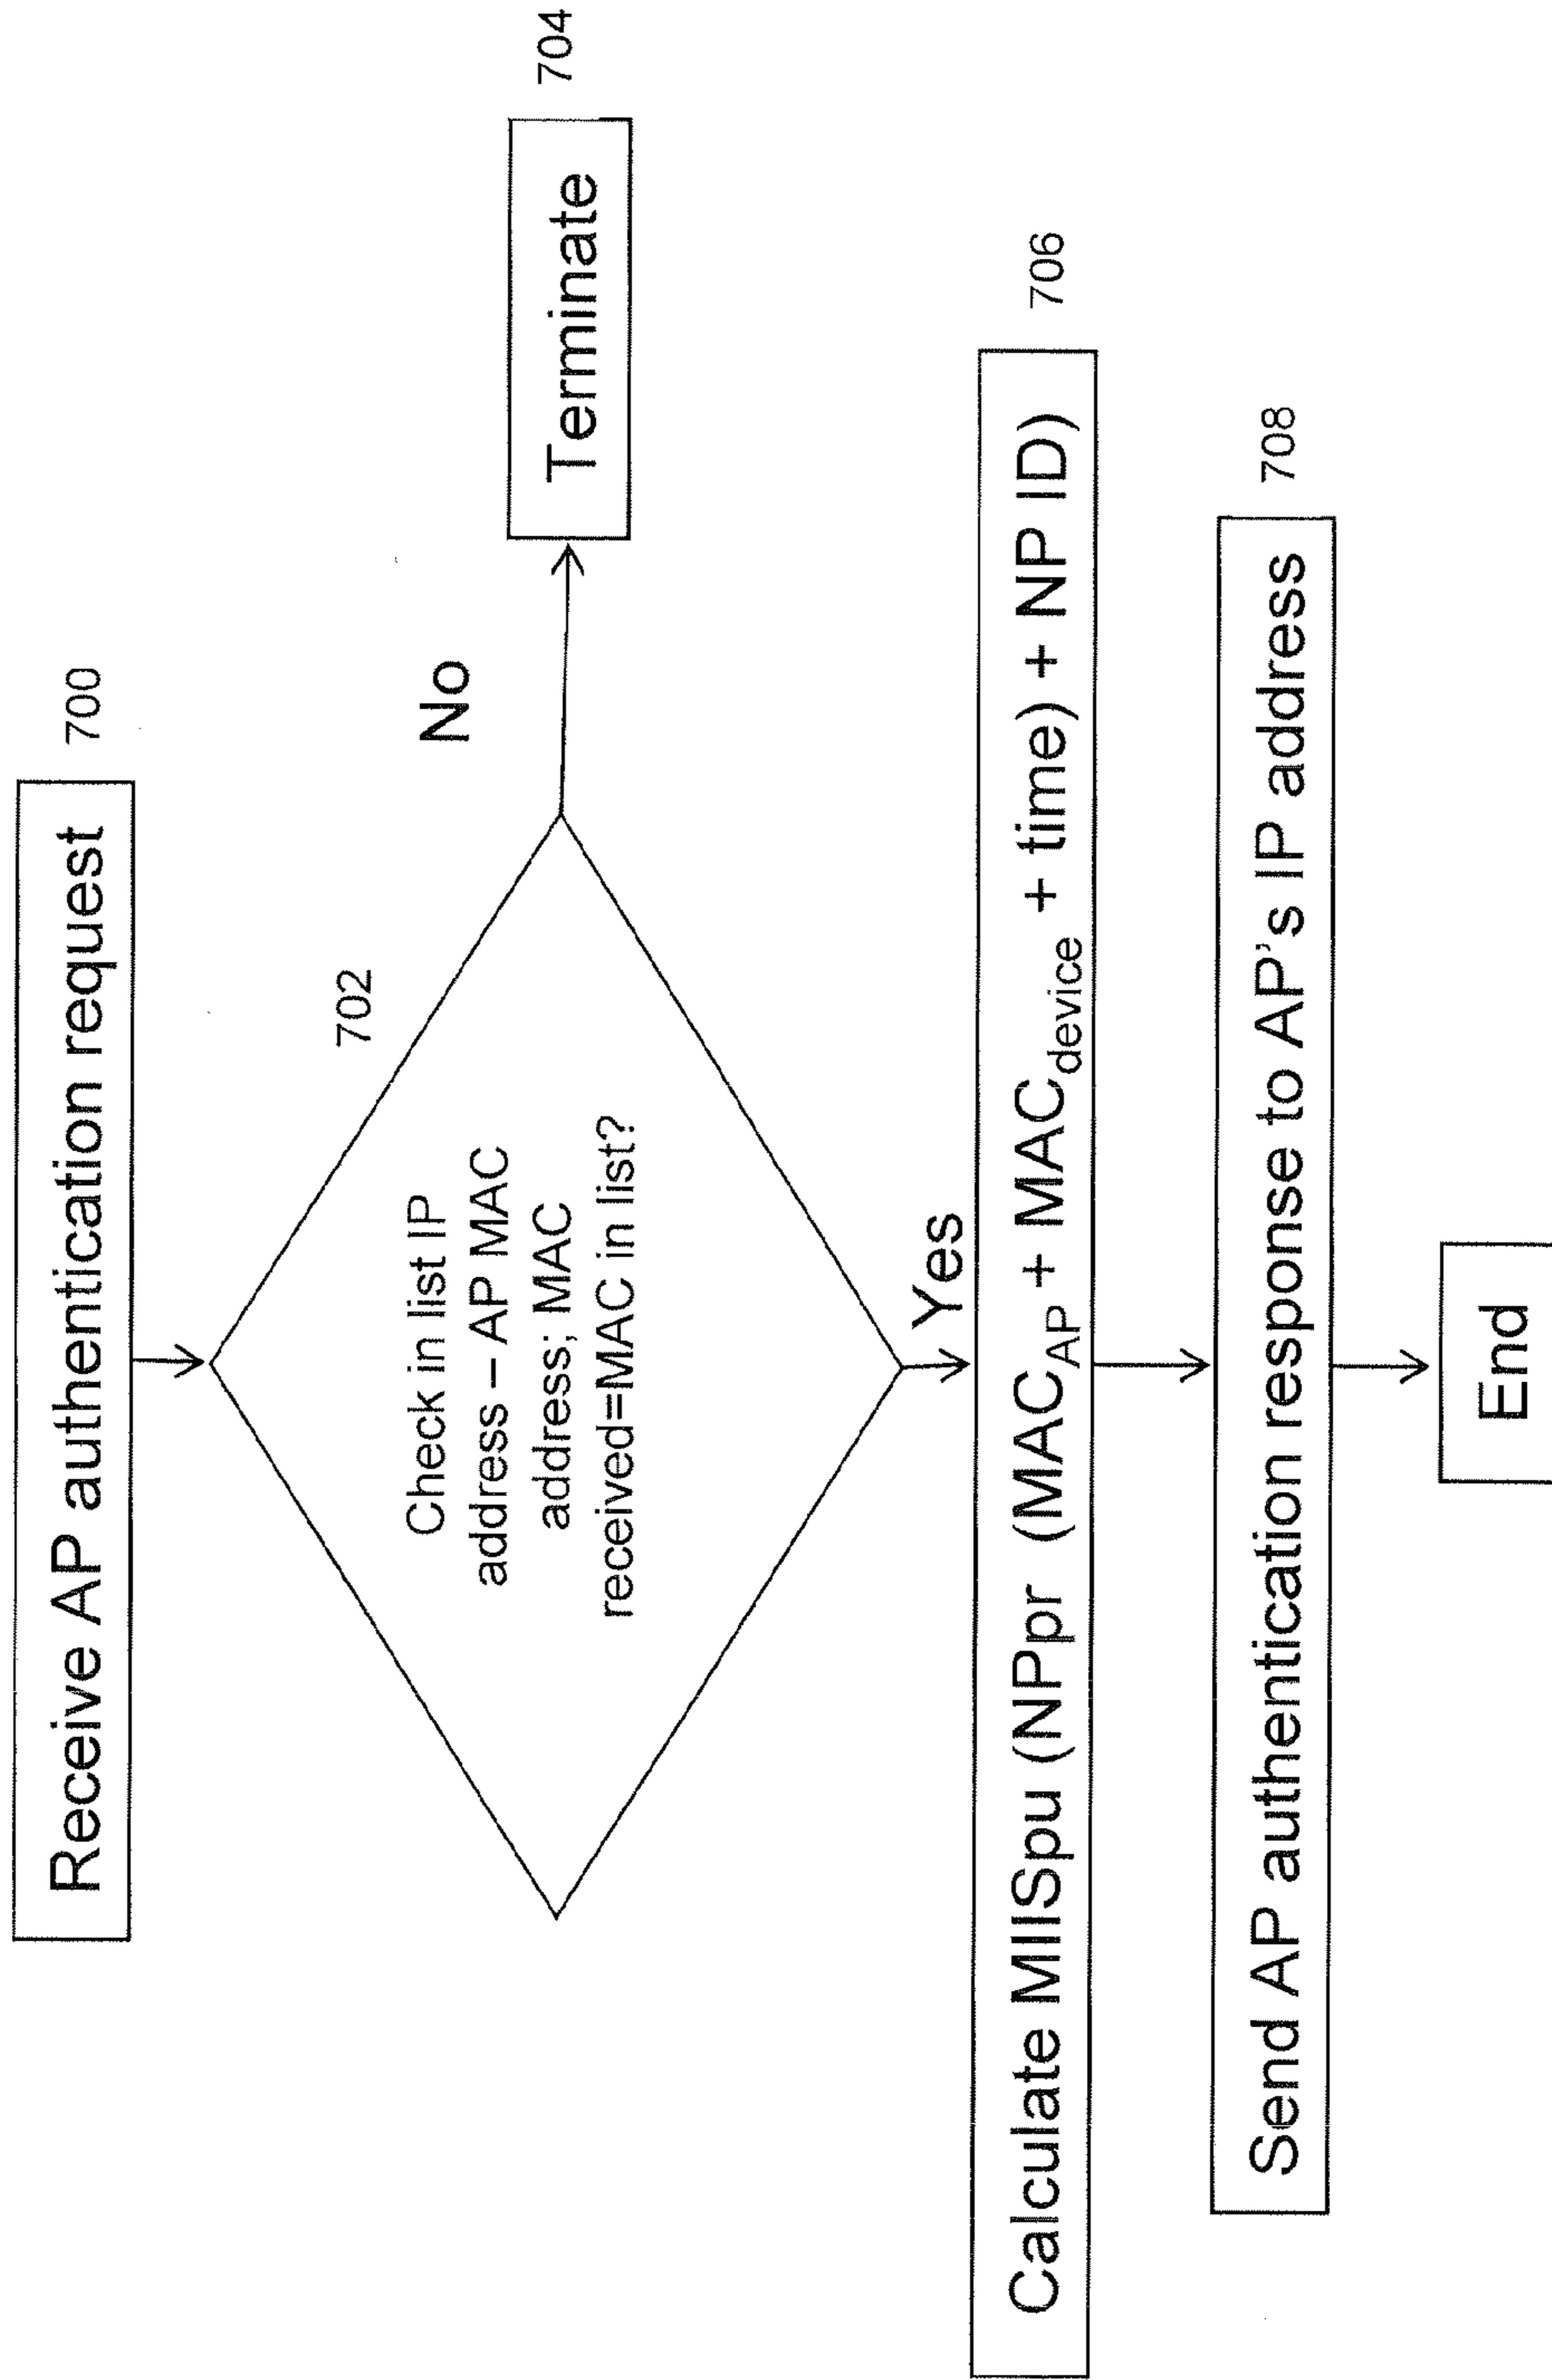 Receive AP authentication request
700
702
Check in list IP
address – AP MAC
address; MAC
received=MAC in list?
No
Terminate
704
Yes
Calculate MIISpu (NPpr (MACAP + MACdevice + time) + NP ID)
706
Send AP authentication response to AP's IP address
708
End